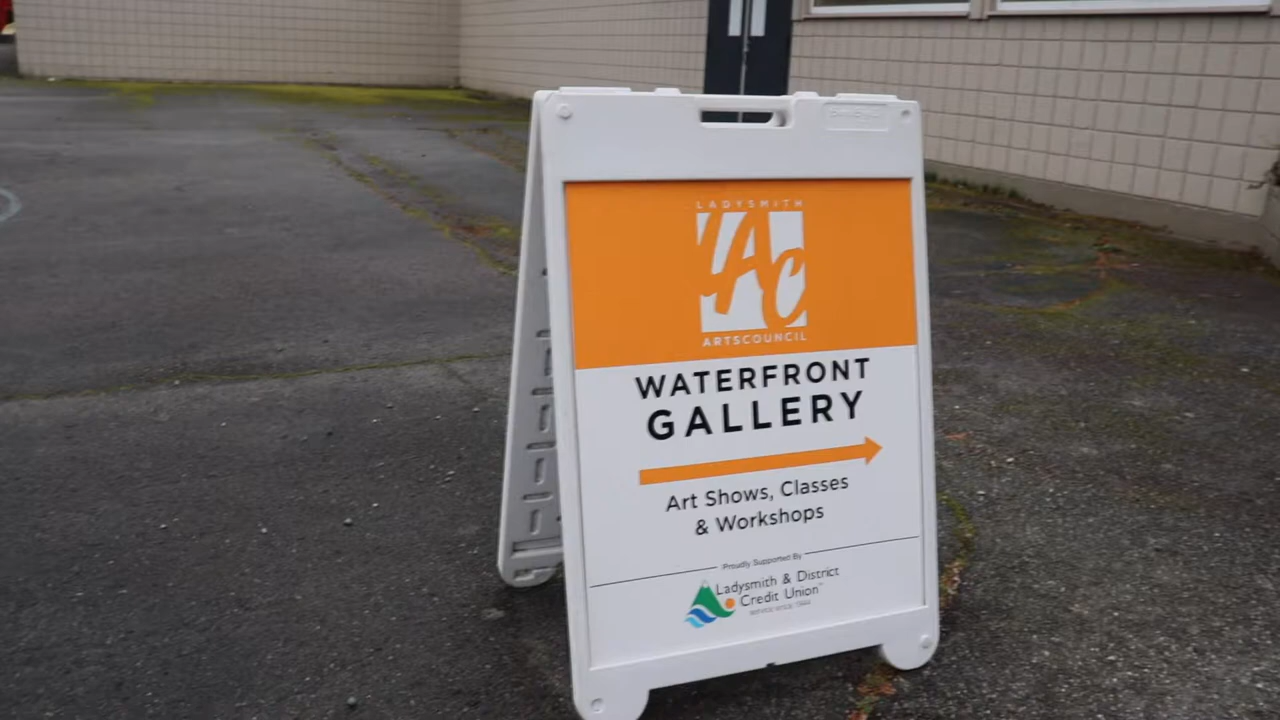 LADYSMITH
LAC
ARTSCOUNCIL
WATERFRONT
GALLERY
Art Shows, Classes
& Workshops
Proudly Supported By
Ladysmith & District
Credit Union